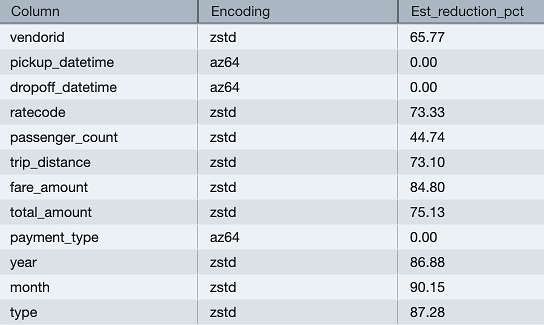 Column Encoding Est_reduction_pct
vendorid zstd 65.77
pickup_datetime az64 0.00
dropoff_datetime az64 0.00
ratecode zstd 73.33
passenger_count zstd 44.74
trip_distance zstd 73.10
fare_amount zstd 84.80
total_amount zstd 75.13
payment_type az64 0.00
year zstd 86.88
month zstd 90.15
type zstd 87.28